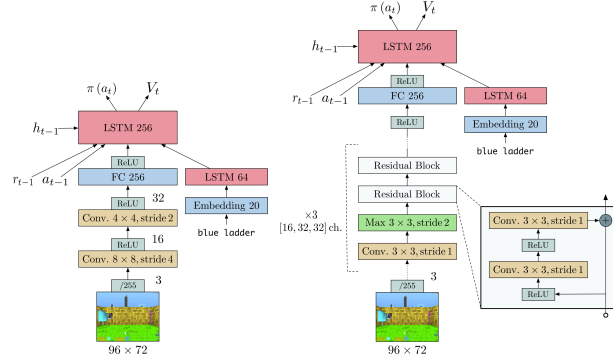 π(a_t) V_t
h_{t−1}
LSTM 256
r_{t−1} a_{t−1}
ReLU
FC 256
LSTM 64
ReLU
32
Conv. 4 × 4, stride 2
Embedding 20
blue ladder
ReLU
16
Conv. 8 × 8, stride 4
/255
3
96 × 72
π(a_t) V_t
h_{t−1}
LSTM 256
r_{t−1} a_{t−1}
ReLU
FC 256
LSTM 64
ReLU
Embedding 20
blue ladder
Residual Block
Residual Block
×3
[16, 32, 32] ch.
Max 3 × 3, stride 2
Conv. 3 × 3, stride 1
/255
3
96 × 72
Conv. 3 × 3, stride 1
+
ReLU
Conv. 3 × 3, stride 1
ReLU